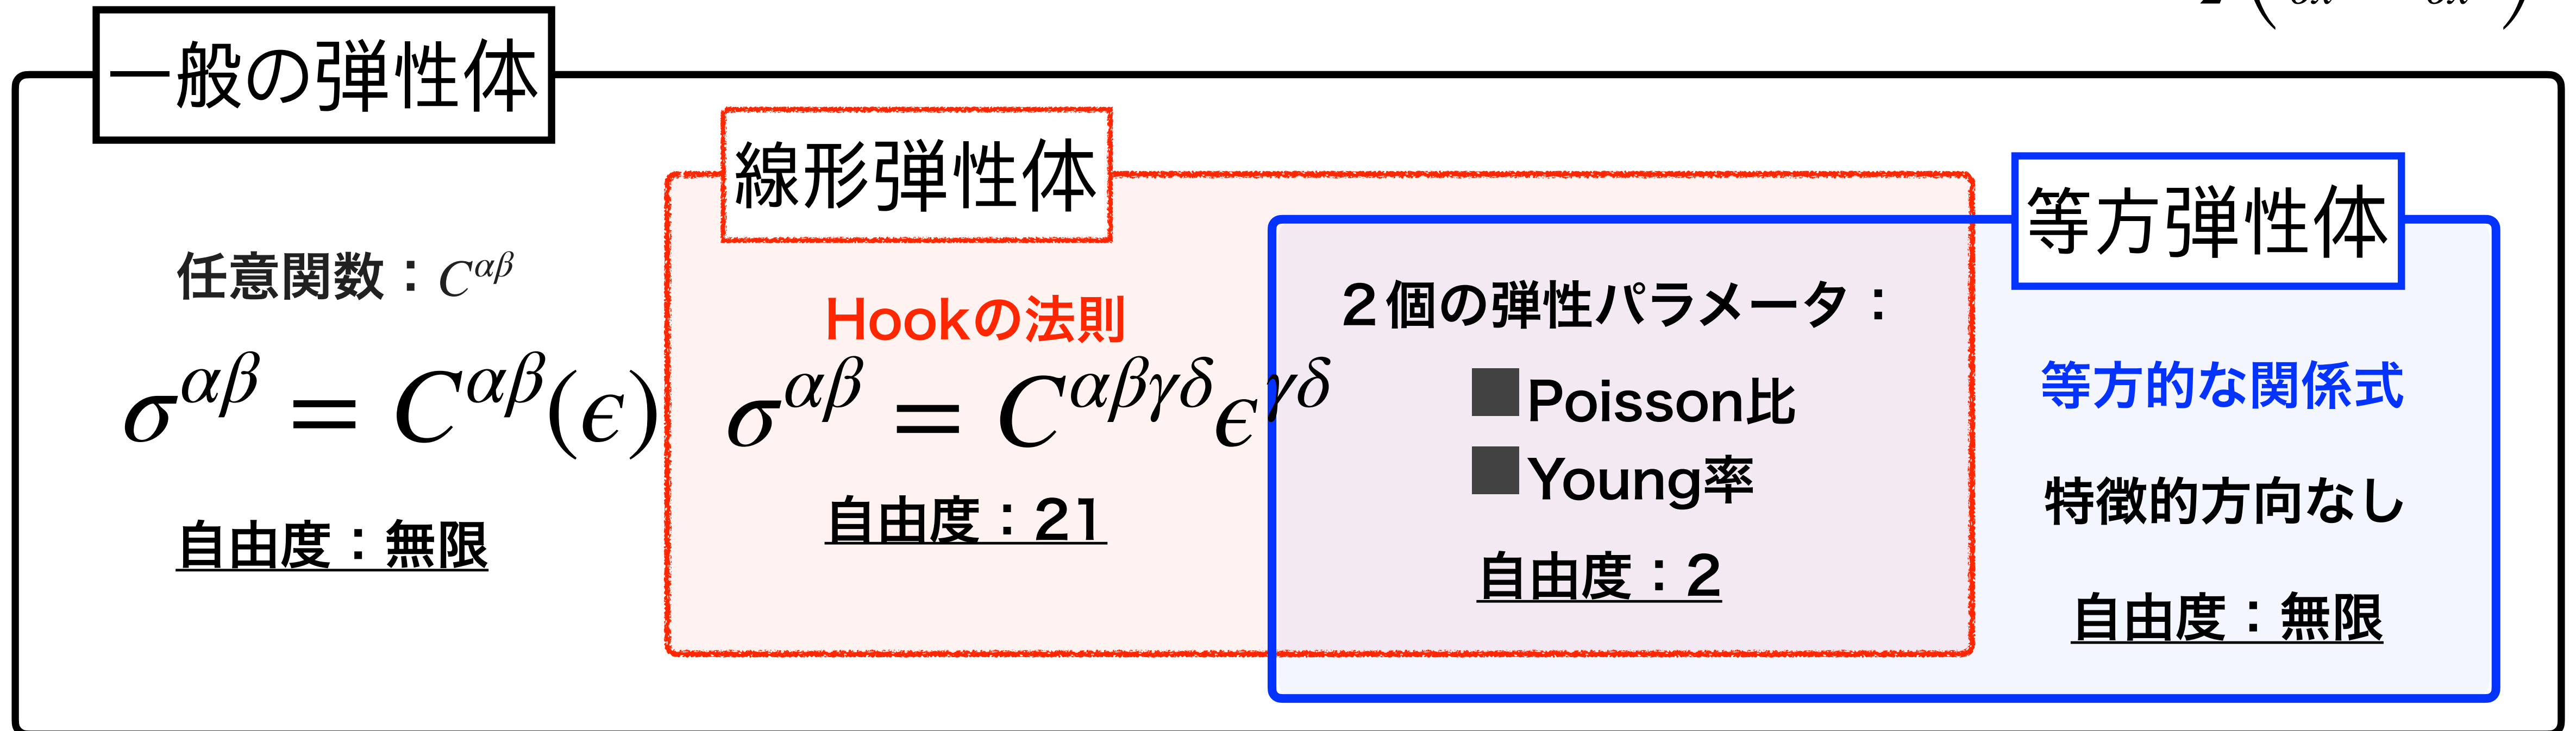 一般の弾性体
任意関数：C^{αβ}
σ^{αβ} = C^{αβ}(ϵ)
自由度：無限
線形弾性体
Hookの法則
σ^{αβ} = C^{αβγδ}ϵ^{γδ}
自由度：21
２個の弾性パラメータ：
Poisson比
Young率
自由度：2
等方弾性体
等方的な関係式
特徴的方向なし
自由度：無限